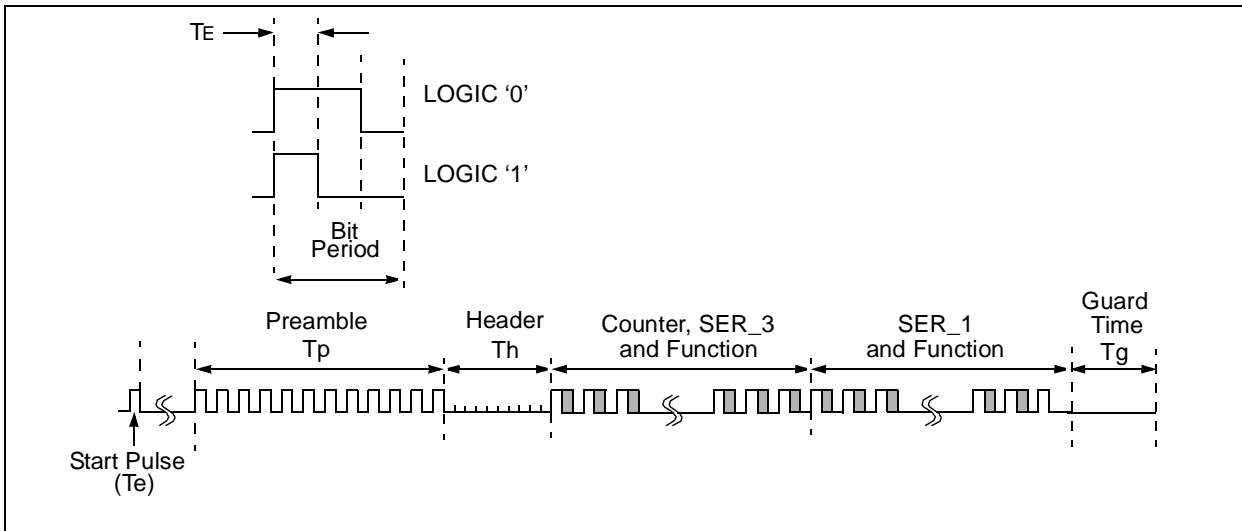 TE
LOGIC ‘0’
LOGIC ‘1’
Bit
Period
Preamble
Tp
Header
Th
Counter, SER_3
and Function
SER_1
and Function
Guard
Time
Tg
Start Pulse
(Te)